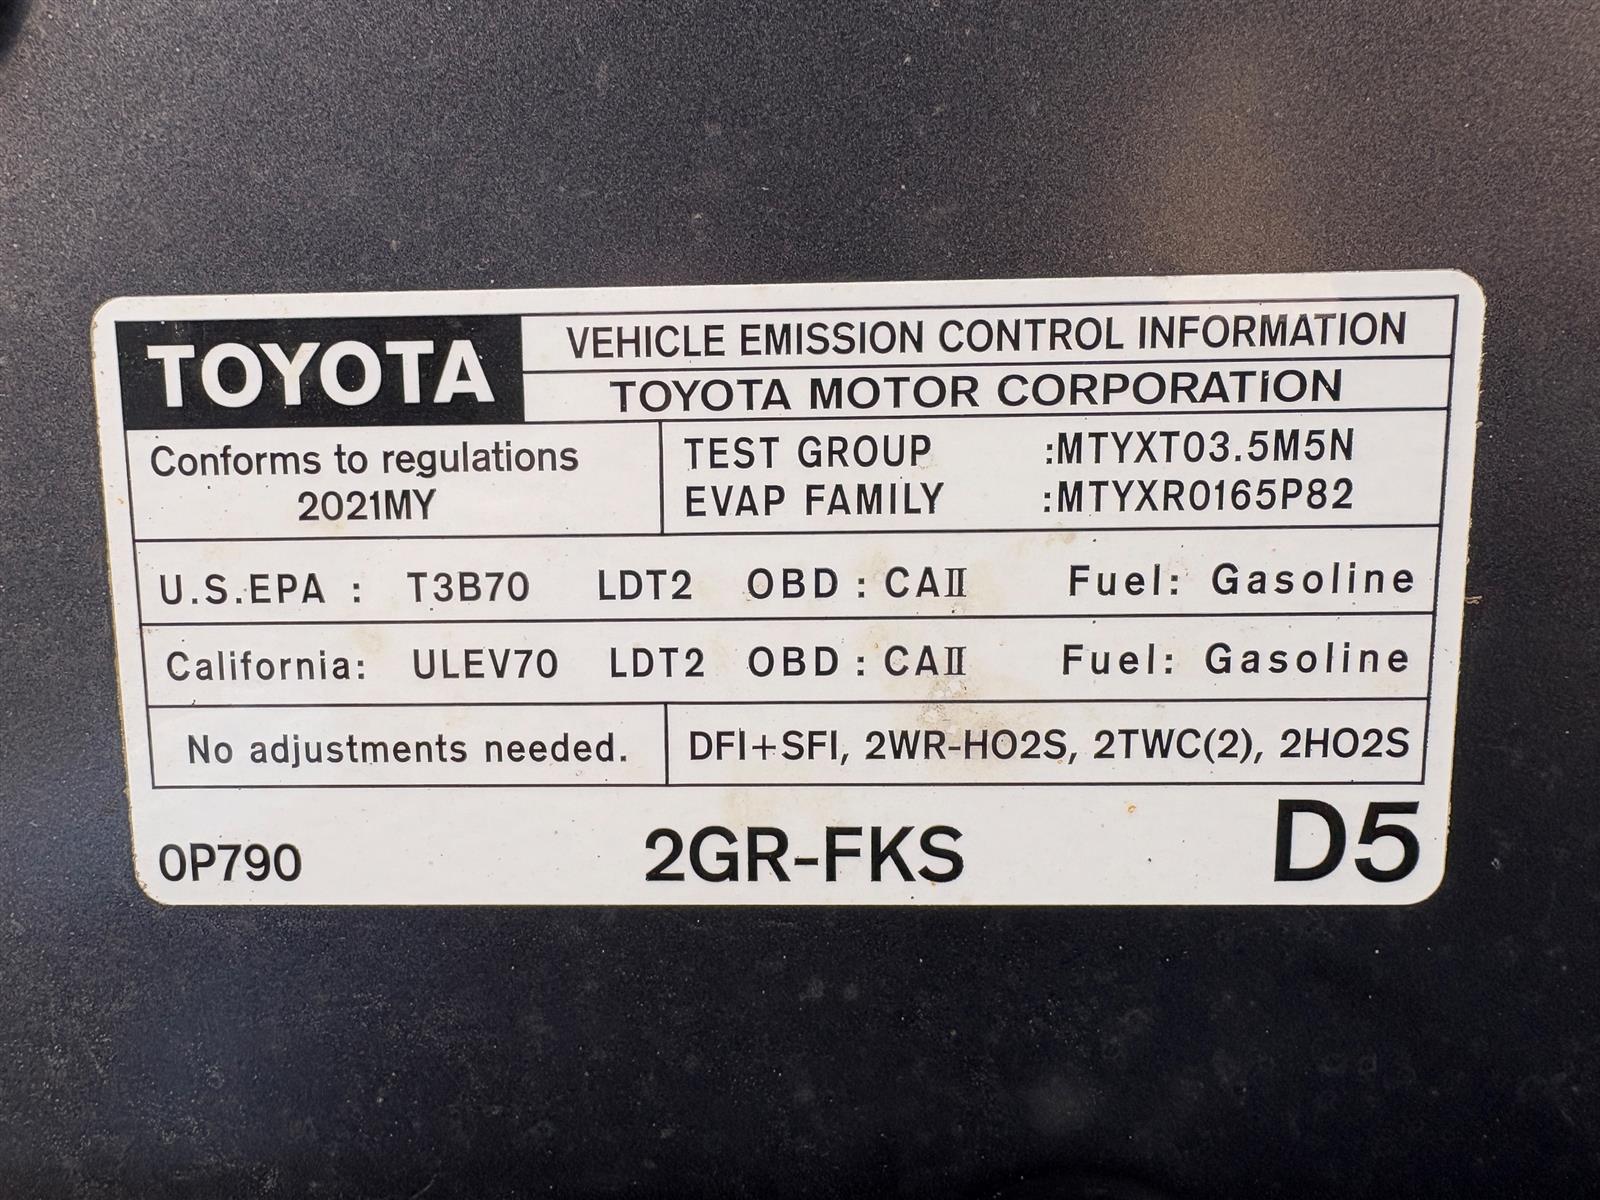 TOYOTA
VEHICLE EMISSION CONTROL INFORMATION
TOYOTA MOTOR CORPORATION
Conforms to regulations
2021MY
TEST GROUP :MTYXT03.5M5N
EVAP FAMILY :MTYXR0165P82
U.S.EPA : T3B70 LDT2 OBD : CAⅡ Fuel: Gasoline
California: ULEV70 LDT2 OBD : CAⅡ Fuel: Gasoline
No adjustments needed.
DFI+SFI, 2WR-HO2S, 2TWC(2), 2HO2S
0P790 2GR-FKS D5